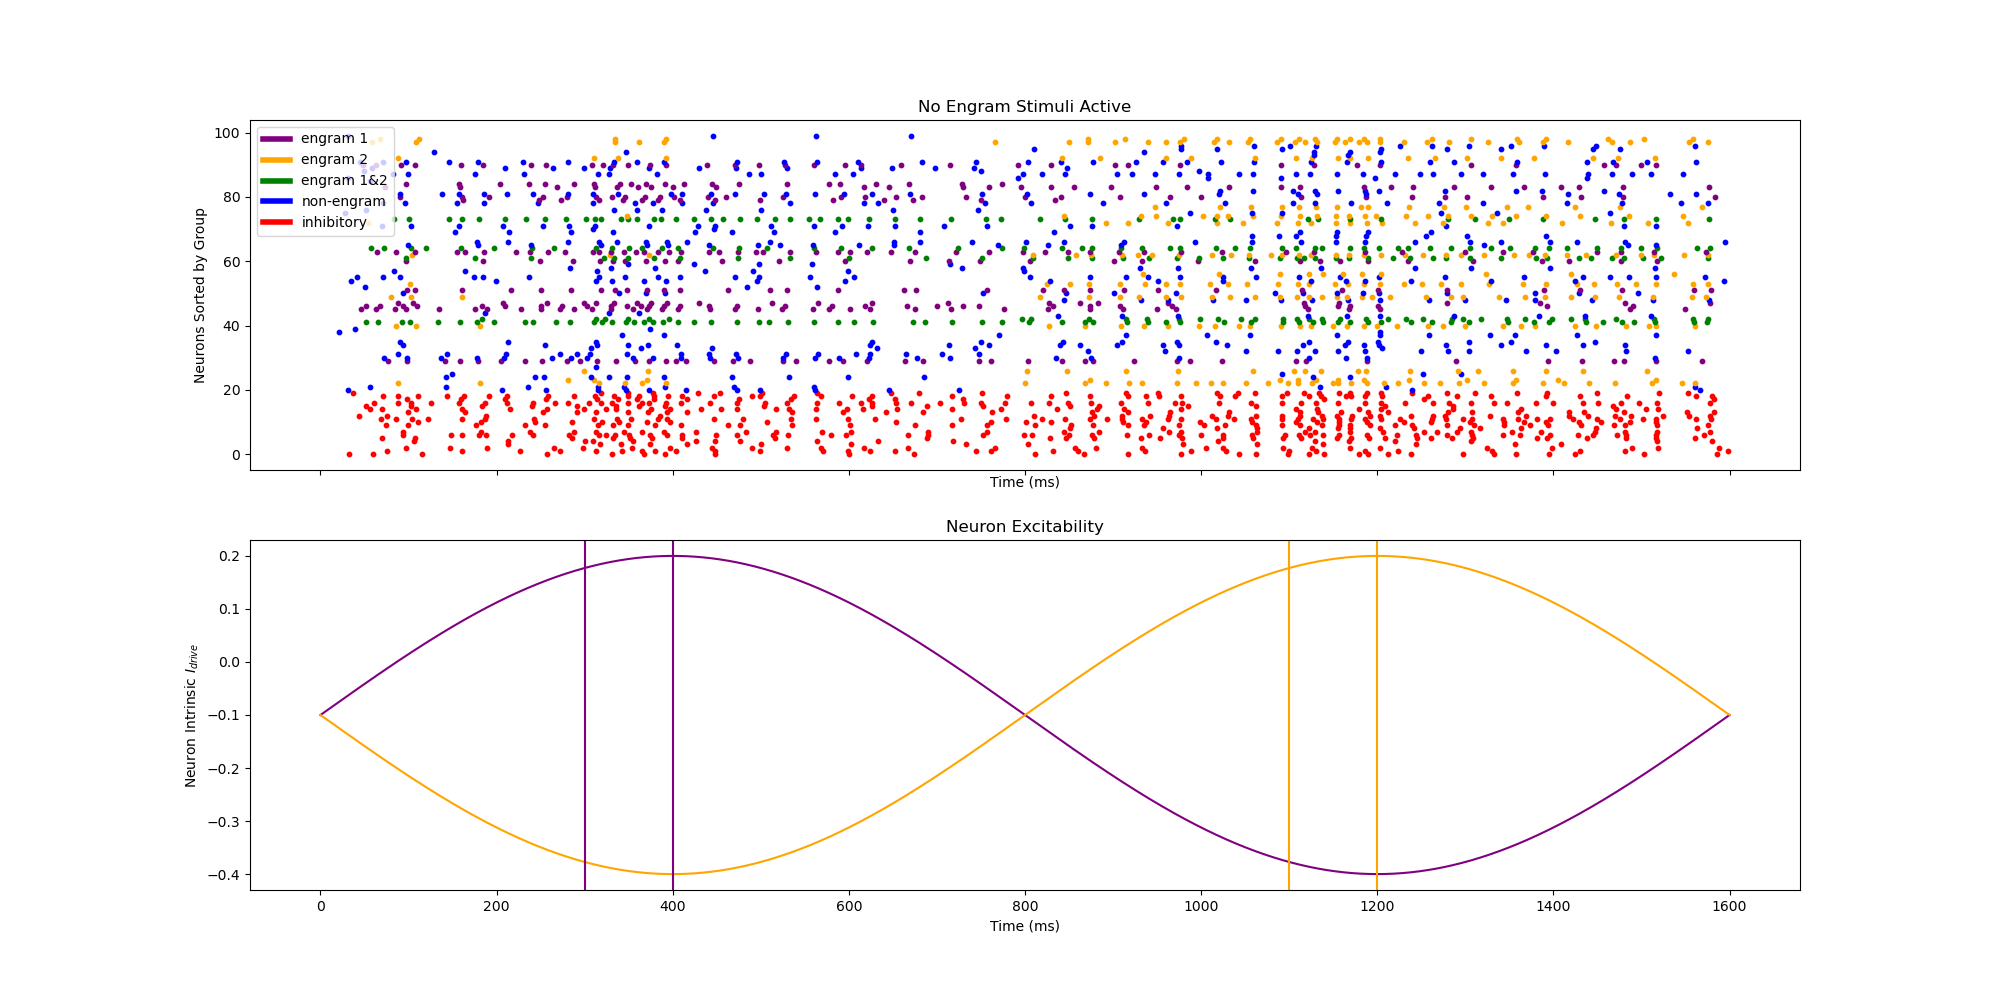 No Engram Stimuli Active
100
80
60
40
20
0
Neurons Sorted by Group
engram 1
engram 2
engram 1&2
non-engram
inhibitory
Time (ms)
Neuron Excitability
0.2
0.1
0.0
−0.1
−0.2
−0.3
−0.4
Neuron Intrinsic I_drive
0 200 400 600 800 1000 1200 1400 1600
Time (ms)